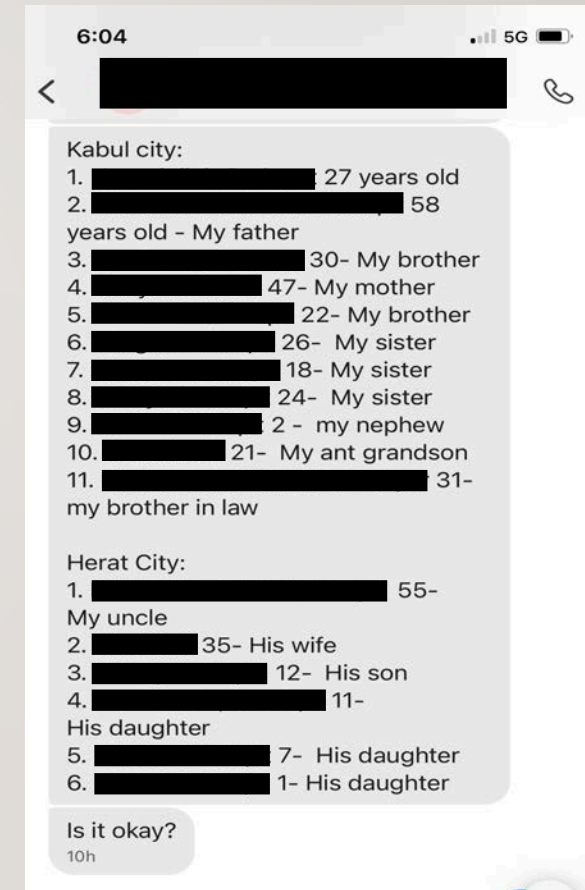 6:04
5G
Kabul city:
1. 27 years old
2. 58
years old - My father
3. 30- My brother
4. 47- My mother
5. 22- My brother
6. 26- My sister
7. 18- My sister
8. 24- My sister
9. 2 - my nephew
10. 21- My ant grandson
11. 31-
my brother in law
Herat City:
1. 55-
My uncle
2. 35- His wife
3. 12- His son
4. 11-
His daughter
5. 7- His daughter
6. 1- His daughter
Is it okay?
10h